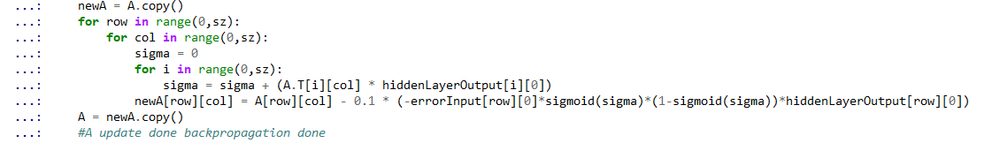 ...:     newA = A.copy()
...:     for row in range(0,sz):
...:         for col in range(0,sz):
...:             sigma = 0
...:             for i in range(0,sz):
...:                 sigma = sigma + (A.T[i][col] * hiddenLayerOutput[i][0])
...:             newA[row][col] = A[row][col] - 0.1 * (-errorInput[row][0]*sigmoid(sigma)*(1-sigmoid(sigma))*hiddenLayerOutput[row][0])
...:     A = newA.copy()
...:     #A update done backpropagation done